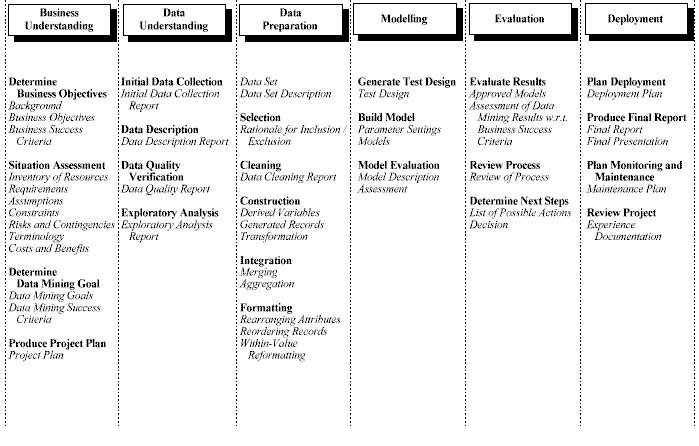 Business
Understanding
Data
Understanding
Data
Preparation
Modelling
Evaluation
Deployment
Determine
Business Objectives
Background
Business Objectives
Business Success
Criteria
Situation Assessment
Inventory of Resources
Requirements
Assumptions
Constraints
Risks and Contingencies
Terminology
Costs and Benefits
Determine
Data Mining Goal
Data Mining Goals
Data Mining Success
Criteria
Produce Project Plan
Project Plan
Initial Data Collection
Initial Data Collection
Report
Data Description
Data Description Report
Data Quality
Verification
Data Quality Report
Exploratory Analysis
Exploratory Analysis
Report
Data Set
Data Set Description
Selection
Rationale for Inclusion /
Exclusion
Cleaning
Data Cleaning Report
Construction
Derived Variables
Generated Records
Transformation
Integration
Merging
Aggregation
Formatting
Rearranging Attributes
Reordering Records
Within-Value
Reformatting
Generate Test Design
Test Design
Build Model
Parameter Settings
Models
Model Evaluation
Model Description
Assessment
Evaluate Results
Approved Models
Assessment of Data
Mining Results w.r.t.
Business Success
Criteria
Review Process
Review of Process
Determine Next Steps
List of Possible Actions
Decision
Plan Deployment
Deployment Plan
Produce Final Report
Final Report
Final Presentation
Plan Monitoring and
Maintenance
Maintenance Plan
Review Project
Experience
Documentation